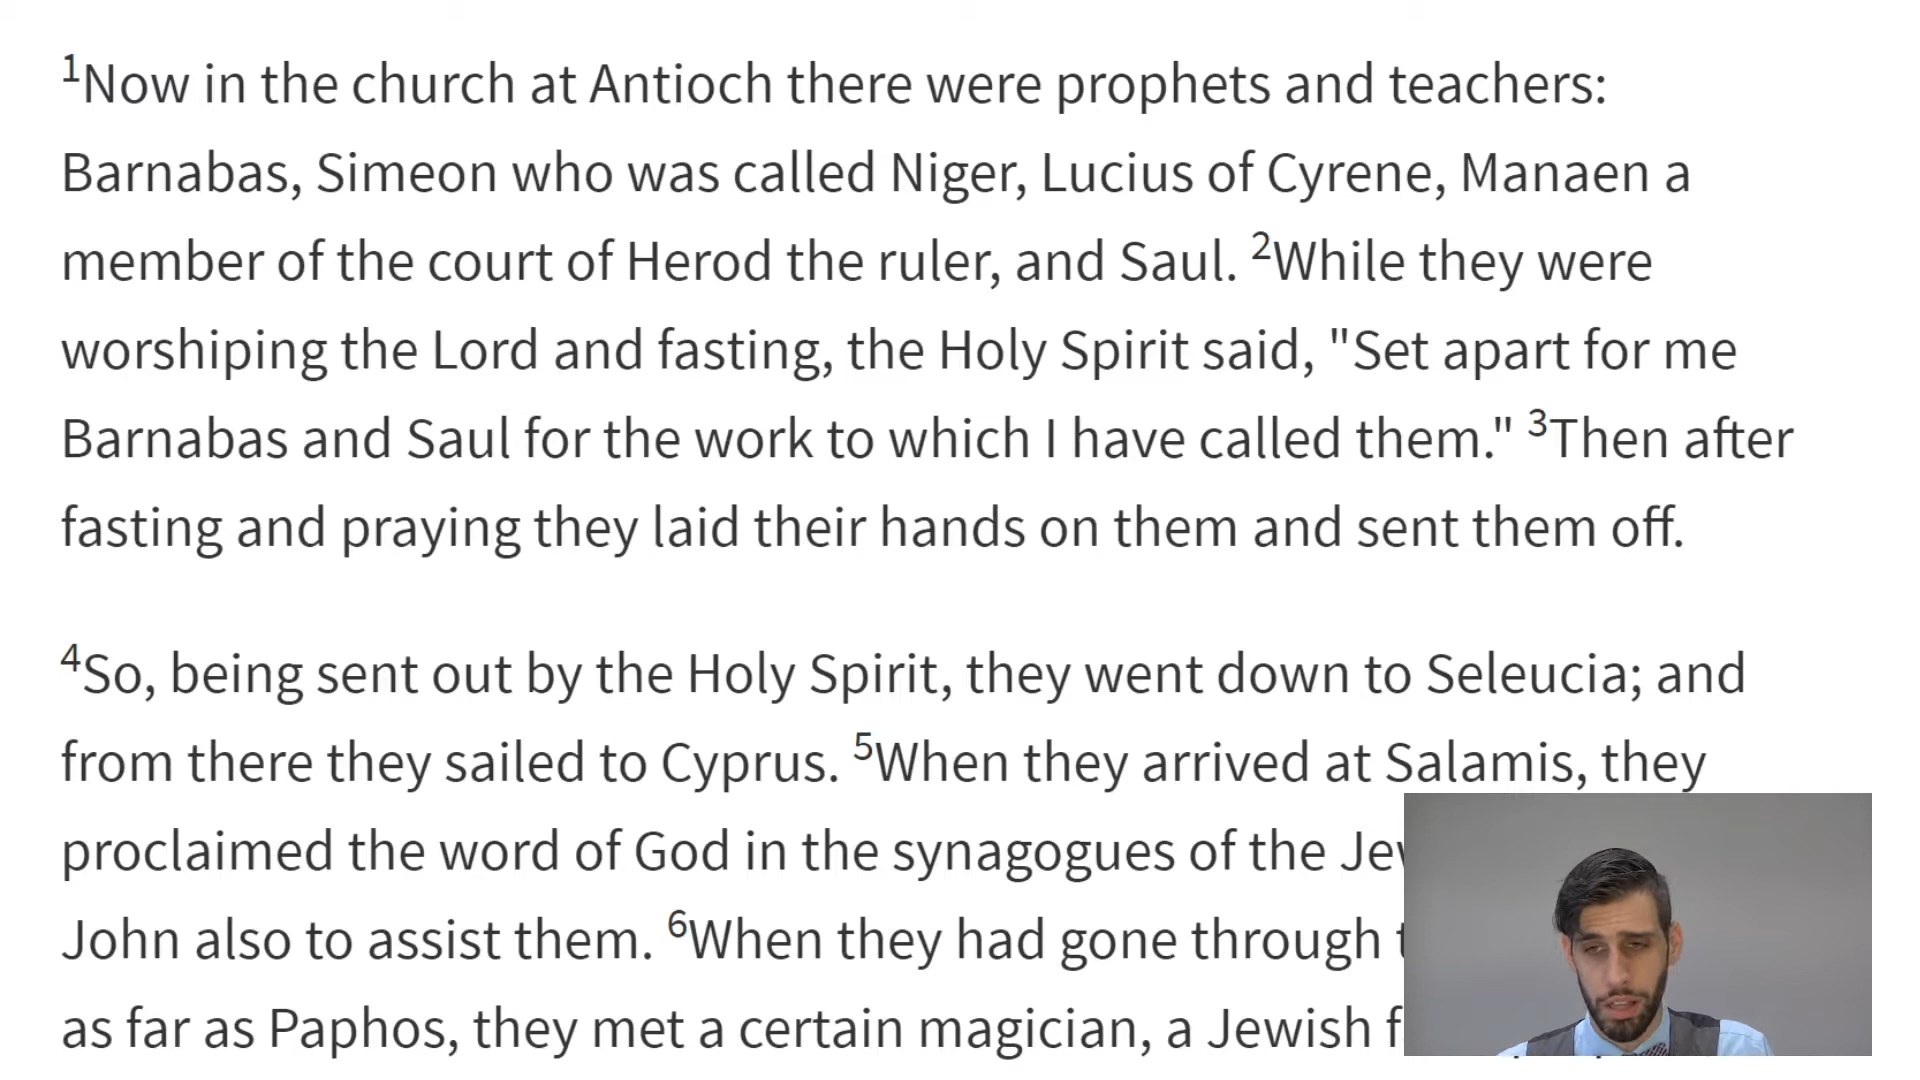 1Now in the church at Antioch there were prophets and teachers:
Barnabas, Simeon who was called Niger, Lucius of Cyrene, Manaen a
member of the court of Herod the ruler, and Saul. 2While they were
worshiping the Lord and fasting, the Holy Spirit said, "Set apart for me
Barnabas and Saul for the work to which I have called them." 3Then after
fasting and praying they laid their hands on them and sent them off.
4So, being sent out by the Holy Spirit, they went down to Seleucia; and
from there they sailed to Cyprus. 5When they arrived at Salamis, they
proclaimed the word of God in the synagogues of the
John also to assist them. 6When they had gone through
as far as Paphos, they met a certain magician, a Jewish